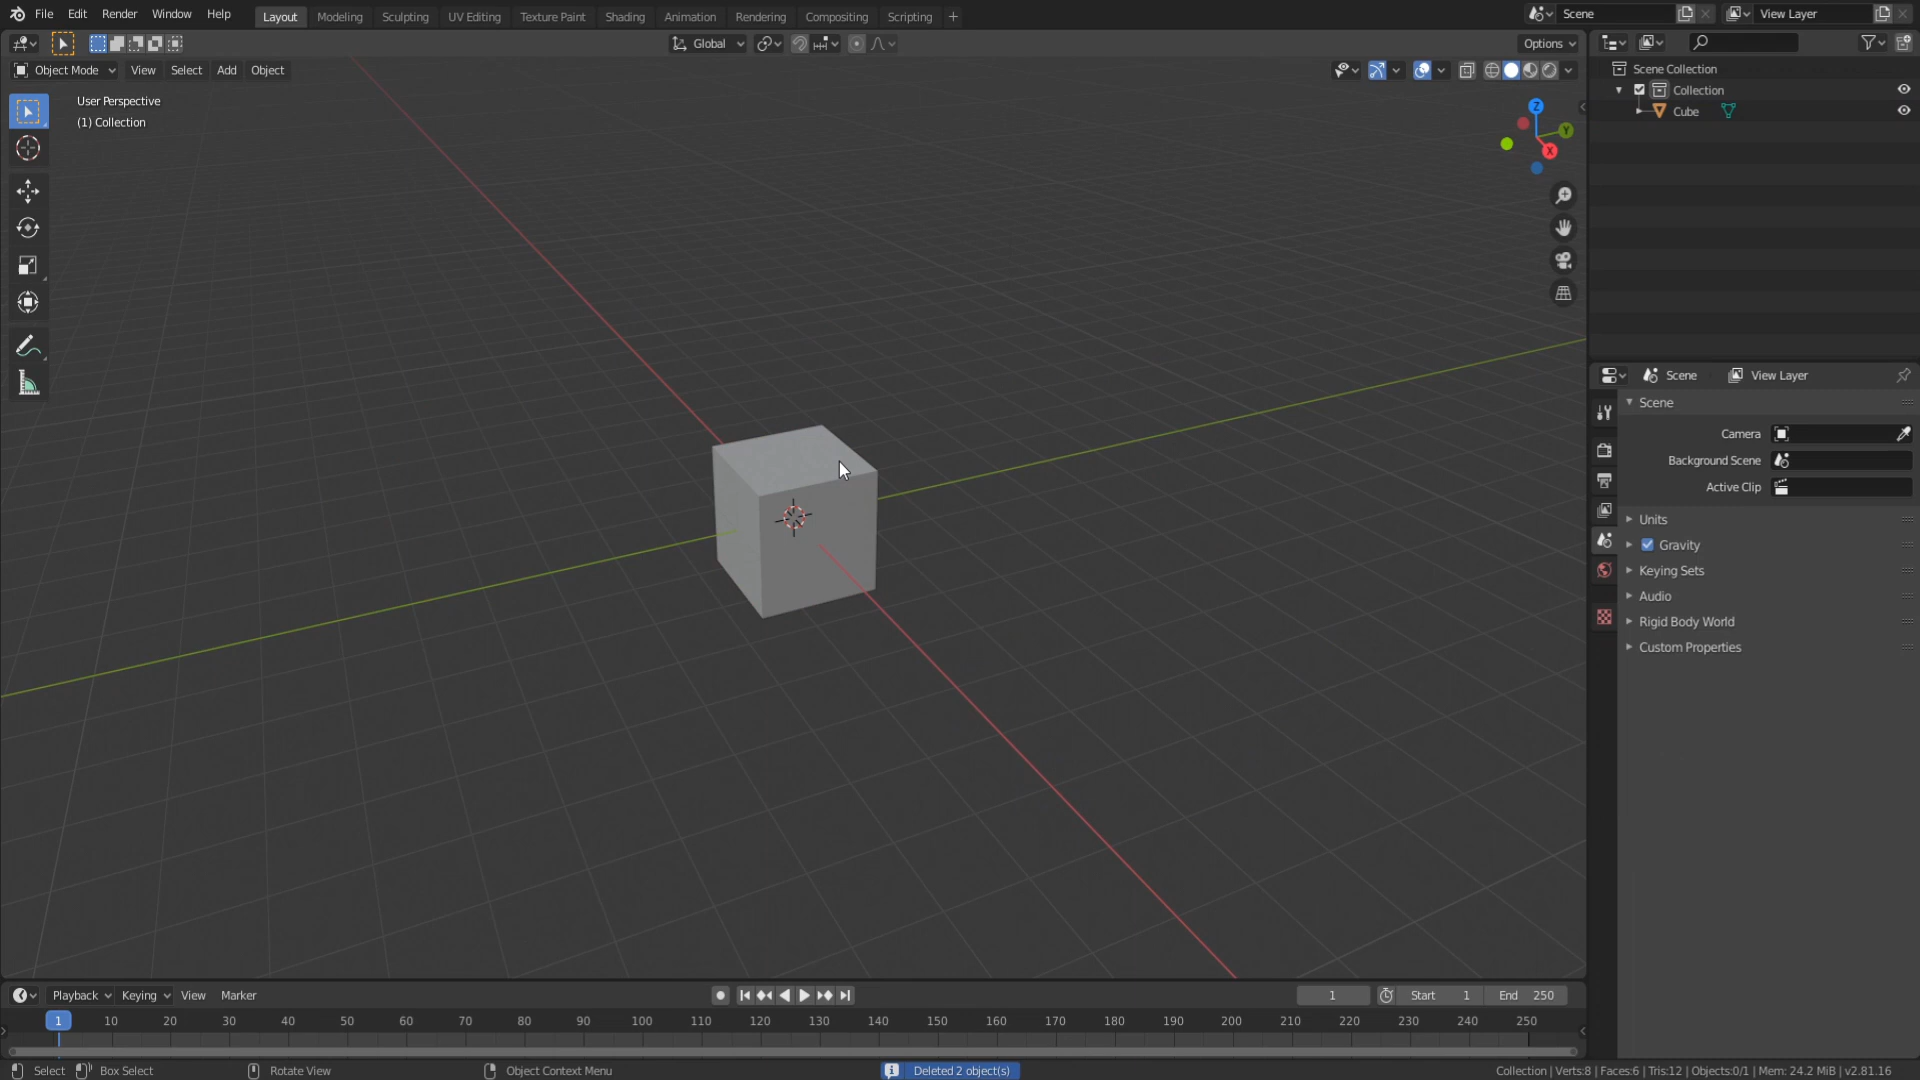 File Edit Render Window Help Layout Modeling Sculpting UV Editing Texture Paint Shading Animation Rendering Compositing Scripting + Scene View Layer
Global Options
Object Mode View Select Add Object
User Perspective
(1) Collection
Z
Y
X
Scene Collection
Collection
Cube
Scene View Layer
Scene
Camera
Background Scene
Active Clip
Units
Gravity
Keying Sets
Audio
Rigid Body World
Custom Properties
Playback Keying View Marker 1 Start 1 End 250
1 10 20 30 40 50 60 70 80 90 100 110 120 130 140 150 160 170 180 190 200 210 220 230 240 250
Select Box Select Rotate View Object Context Menu Deleted 2 object(s) Collection | Verts:8 | Faces:6 | Tris:12 | Objects:0/1 | Mem: 24.2 MiB | v2.81.16